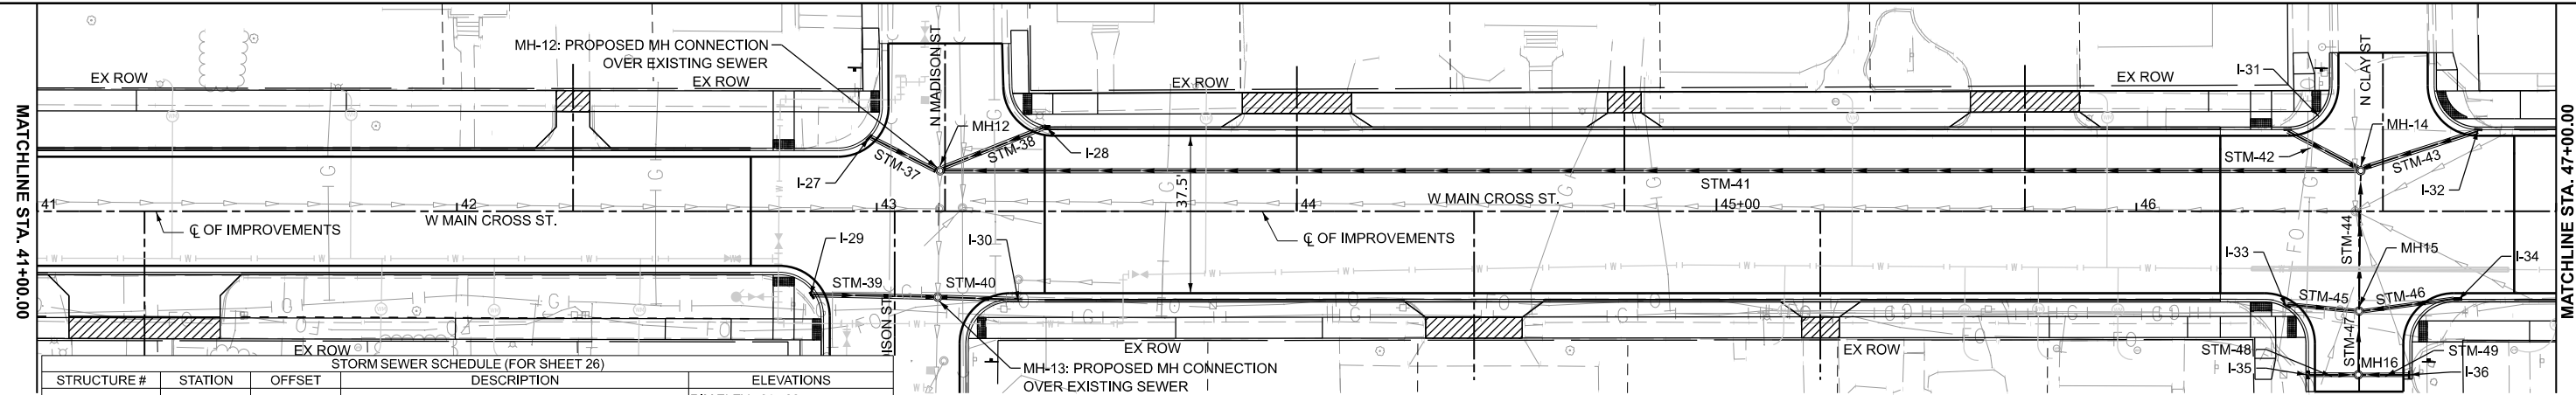 MATCHLINE STA. 41+00.00
MH-12: PROPOSED MH CONNECTION
OVER EXISTING SEWER
EX ROW
EX ROW
N MADISON ST
MH12
STM-37
STM-38
I-27
I-28
EX ROW
EX ROW
I-31
N CLAY ST
MH-14
STM-42
STM-43
I-32
STM-41
37.5'
41
42
W MAIN CROSS ST.
43
44
W MAIN CROSS ST.
45+00
46
℄ OF IMPROVEMENTS
℄ OF IMPROVEMENTS
I-29
I-30
STM-39
STM-40
STM-44
MH15
I-33
I-34
STM-45
STM-46
STM-47
STM-48
STM-49
MH16
I-35
I-36
EX ROW
EX ROW
EX ROW
MH-13: PROPOSED MH CONNECTION
OVER EXISTING SEWER
MATCHLINE STA. 47+00.00
STORM SEWER SCHEDULE (FOR SHEET 26)
STRUCTURE # STATION OFFSET DESCRIPTION ELEVATIONS